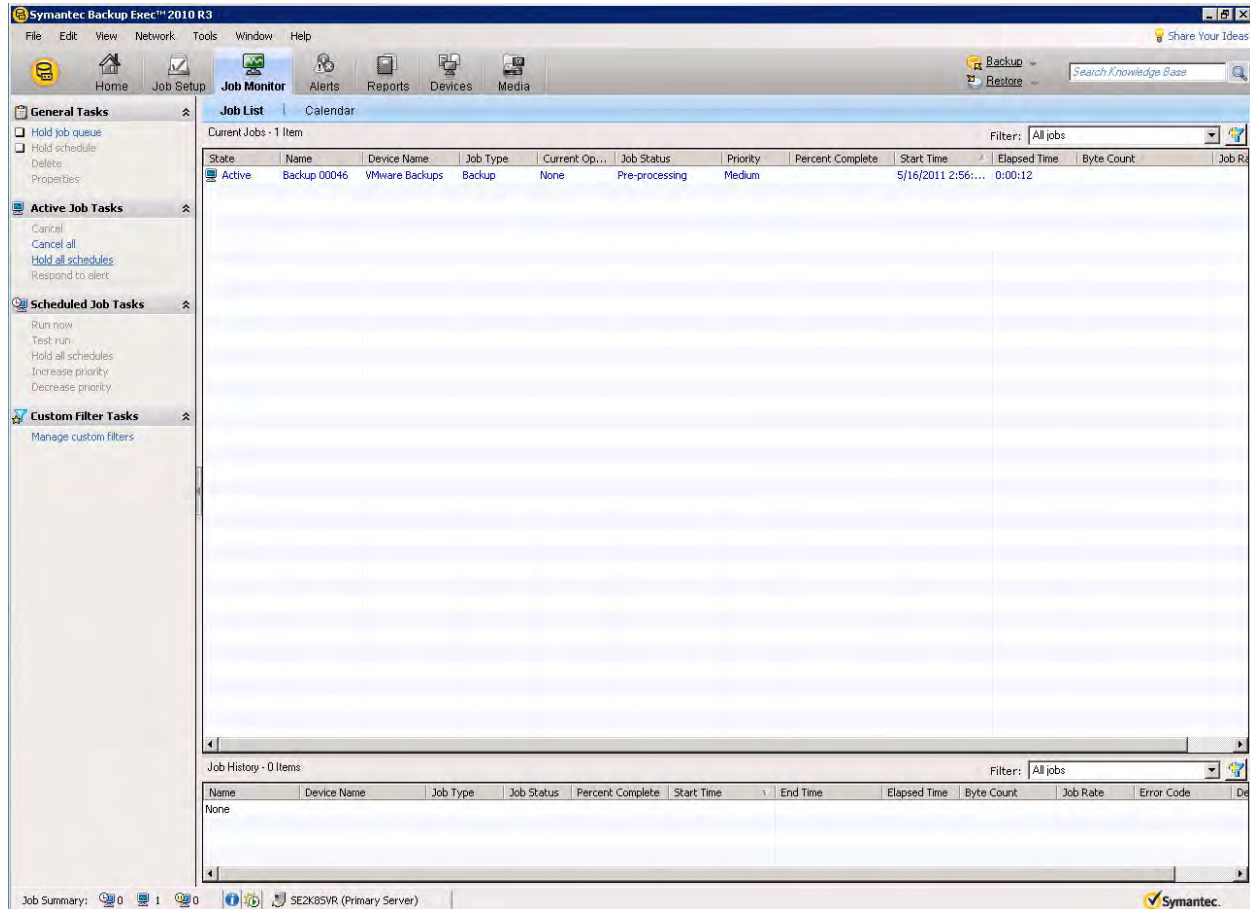 Symantec Backup Exec™ 2010 R3
File Edit View Network Tools Window Help
Share Your Ideas
Home Job Setup Job Monitor Alerts Reports Devices Media
Backup
Restore
Search Knowledge Base
General Tasks
Hold job queue
Hold schedule
Delete
Properties
Active Job Tasks
Cancel
Cancel all
Hold all schedules
Respond to alert
Scheduled Job Tasks
Run now
Test run
Hold all schedules
Increase priority
Decrease priority
Custom Filter Tasks
Manage custom filters
Job List Calendar
Current Jobs - 1 Item
Filter: All jobs
State Name Device Name Job Type Current Op... Job Status Priority Percent Complete Start Time Elapsed Time Byte Count Job Ra
Active Backup 00046 VMware Backups Backup None Pre-processing Medium 5/16/2011 2:56:... 0:00:12
Job History - 0 Items
Filter: All jobs
Name Device Name Job Type Job Status Percent Complete Start Time End Time Elapsed Time Byte Count Job Rate Error Code De
None
Job Summary: 0 1 0 SE2K8SVR (Primary Server)
Symantec.